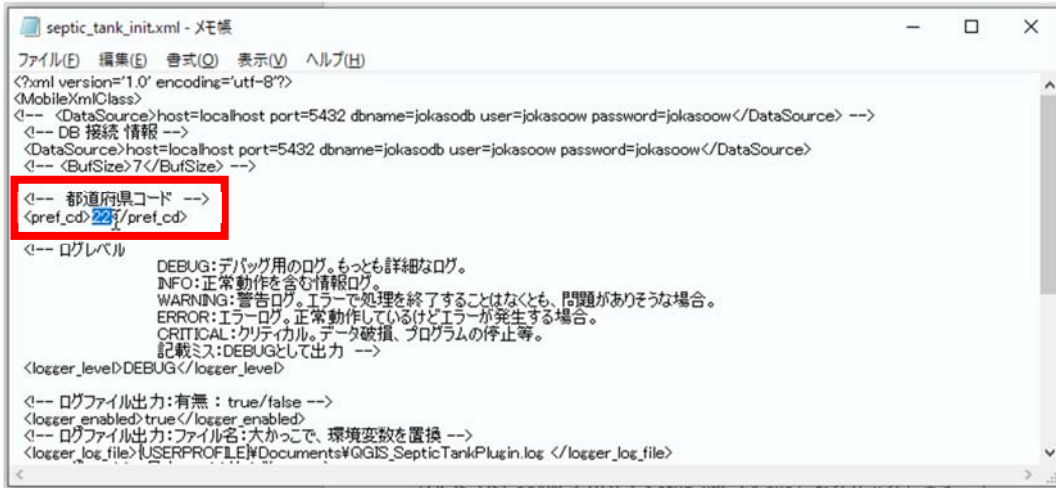 septic_tank_init.xml - メモ帳
ファイル(F) 編集(E) 書式(O) 表示(V) ヘルプ(H)
<?xml version='1.0' encoding='utf-8'?>
<MobileXmlClass>
<!-- <DataSource>host=localhost port=5432 dbname=jokasodb user=jokasoow password=jokasoow</DataSource> -->
<!-- DB 接続 情報 -->
<DataSource>host=localhost port=5432 dbname=jokasodb user=jokasoow password=jokasoow</DataSource>
<!-- <BufSize>7</BufSize> -->
<!-- 都道府県コード -->
<pref_cd>22</pref_cd>
<!-- ログレベル
DEBUG:デバッグ用のログ。もっとも詳細なログ。
INFO:正常動作を含む情報ログ。
WARNING:警告ログ。エラーで処理を終了することはなくとも、問題がありそうな場合。
ERROR:エラーログ。正常動作しているけどエラーが発生する場合。
CRITICAL:クリティカル。データ破損、プログラムの停止等。
記載ミス:DEBUGとして出力 -->
<logger_level>DEBUG</logger_level>
<!-- ログファイル出力:有無 : true/false -->
<logger_enabled>true</logger_enabled>
<!-- ログファイル出力:ファイル名:大かっこで、環境変数を置換 -->
<logger_log_file>[USERPROFILE]¥Documents¥QGIS_SepticTankPlugin.log </logger_log_file>